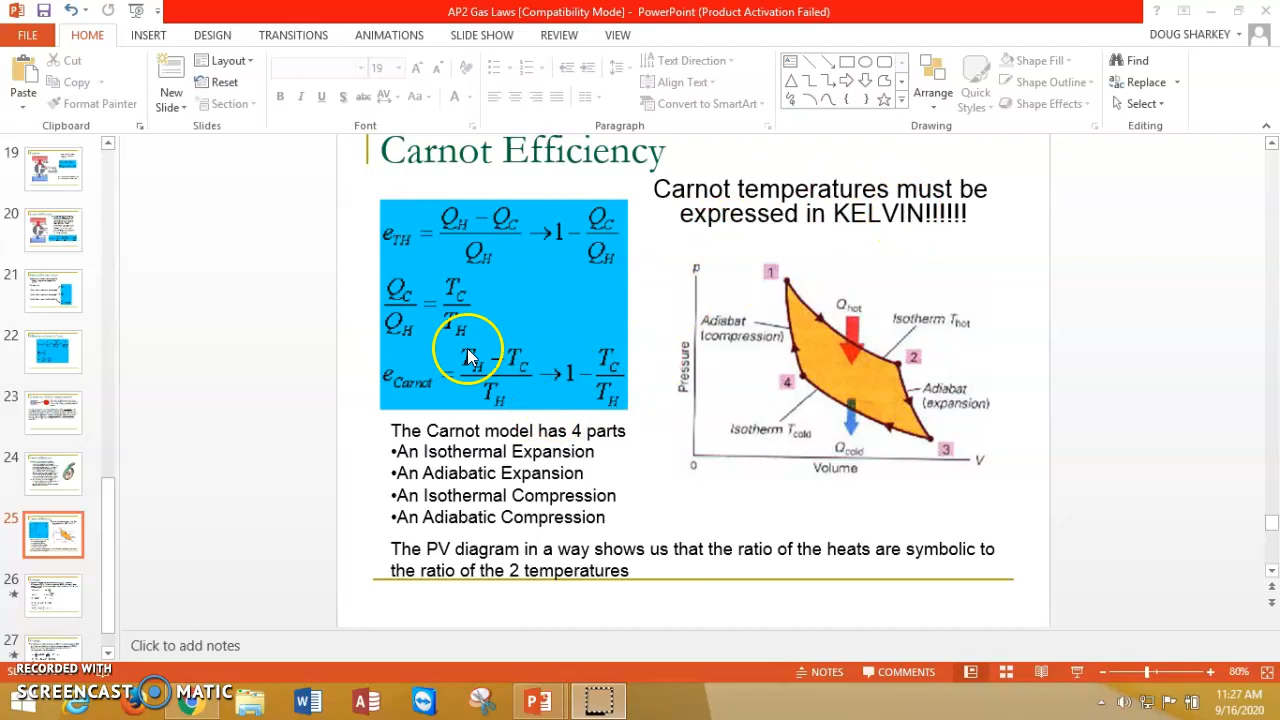 AP2 Gas Laws [Compatibility Mode] - PowerPoint (Product Activation Failed)
FILE HOME INSERT DESIGN TRANSITIONS ANIMATIONS SLIDE SHOW REVIEW VIEW DOUG SHARKEY
Paste
Cut
Copy
Format Painter
Clipboard
New Slide
Layout
Reset
Section
Slides
19
B I U S abc AV Aa A
Font
Text Direction
Align Text
Convert to SmartArt
Paragraph
Arrange
Quick Styles
Shape Fill
Shape Outline
Shape Effects
Drawing
Find
Replace
Select
Editing
19
20
21
22
23
24
25
26
27
Carnot Efficiency
Carnot temperatures must be
expressed in KELVIN!!!!!!
e_TH = (Q_H − Q_C)/Q_H → 1 − Q_C/Q_H
Q_C/Q_H = T_C/T_H
e_Carnot = (T_H − T_C)/T_H → 1 − T_C/T_H
The Carnot model has 4 parts
•An Isothermal Expansion
•An Adiabatic Expansion
•An Isothermal Compression
•An Adiabatic Compression
The PV diagram in a way shows us that the ratio of the heats are symbolic to
the ratio of the 2 temperatures
P
1
Q hot
Adiabat
(compression)
Isotherm T hot
2
Pressure
4
Adiabat
(expansion)
Isotherm T cold
Q cold
3
0
Volume
V
Click to add notes
NOTES COMMENTS 80%
RECORDED WITH
SCREENCAST MATIC
11:27 AM
9/16/2020